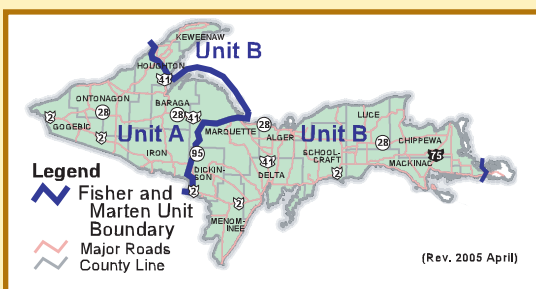 KEWEENAW
Unit B
HOUGHTON
41
ONTONAGON
BARAGA
28
28
41
2
GOGEBIC
Unit A
MARQUETTE
28
ALGER
Unit B
LUCE
28
CHIPPEWA
2
IRON
95
41
SCHOOL-
CRAFT
MACKINAC
75
DICKIN-
SON
DELTA
2
2
2
MENOM-
INEE
Legend
Fisher and
Marten Unit
Boundary
Major Roads
County Line
(Rev. 2005 April)